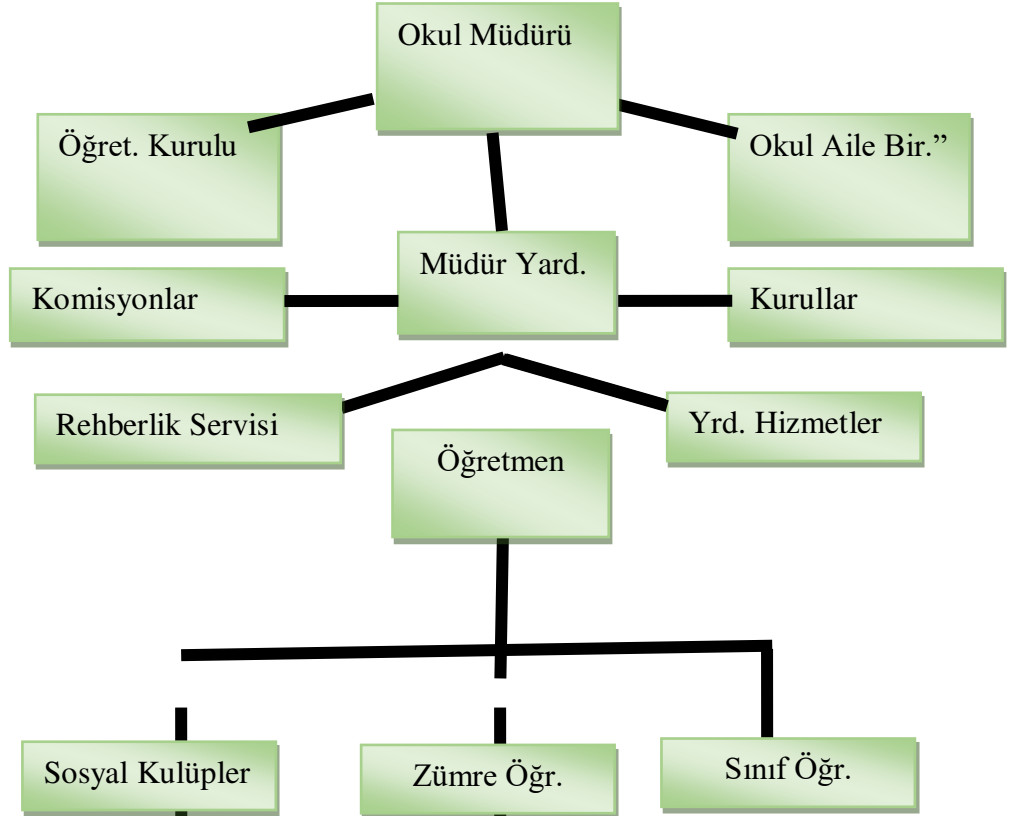 Okul Müdürü
Öğret. Kurulu
Okul Aile Bir.”
Müdür Yard.
Komisyonlar
Kurullar
Rehberlik Servisi
Yrd. Hizmetler
Öğretmen
Sosyal Kulüpler
Zümre Öğr.
Sınıf Öğr.